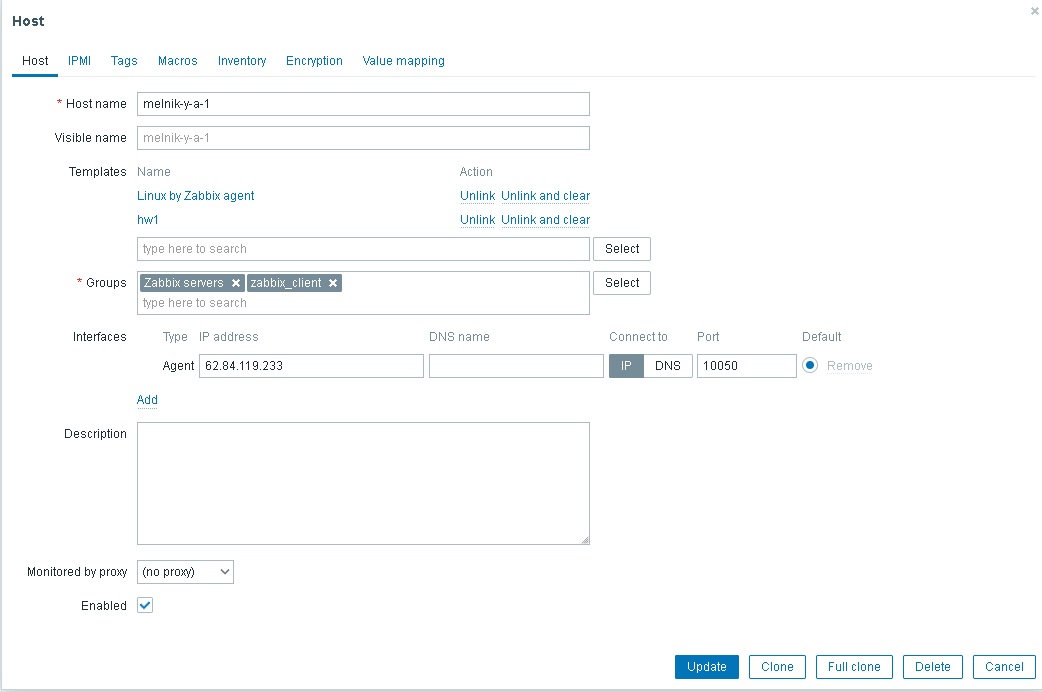 Host
Host IPMI Tags Macros Inventory Encryption Value mapping
* Host name melnik-y-a-1
Visible name melnik-y-a-1
Templates Name Action
Linux by Zabbix agent Unlink Unlink and clear
hw1 Unlink Unlink and clear
type here to search Select
* Groups Zabbix servers zabbix_client Select
type here to search
Interfaces Type IP address DNS name Connect to Port Default
Agent 62.84.119.233 IP DNS 10050 Remove
Add
Description
Monitored by proxy (no proxy)
Enabled
Update Clone Full clone Delete Cancel